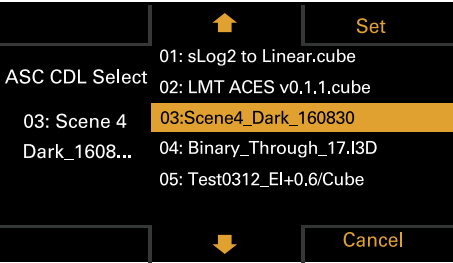 Set
ASC CDL Select
03: Scene 4
Dark_1608...
01: sLog2 to Linear.cube
02: LMT ACES v0.1.1.cube
03:Scene4_Dark_160830
04: Binary_Through_17.l3D
05: Test0312_EI+0.6/Cube
Cancel